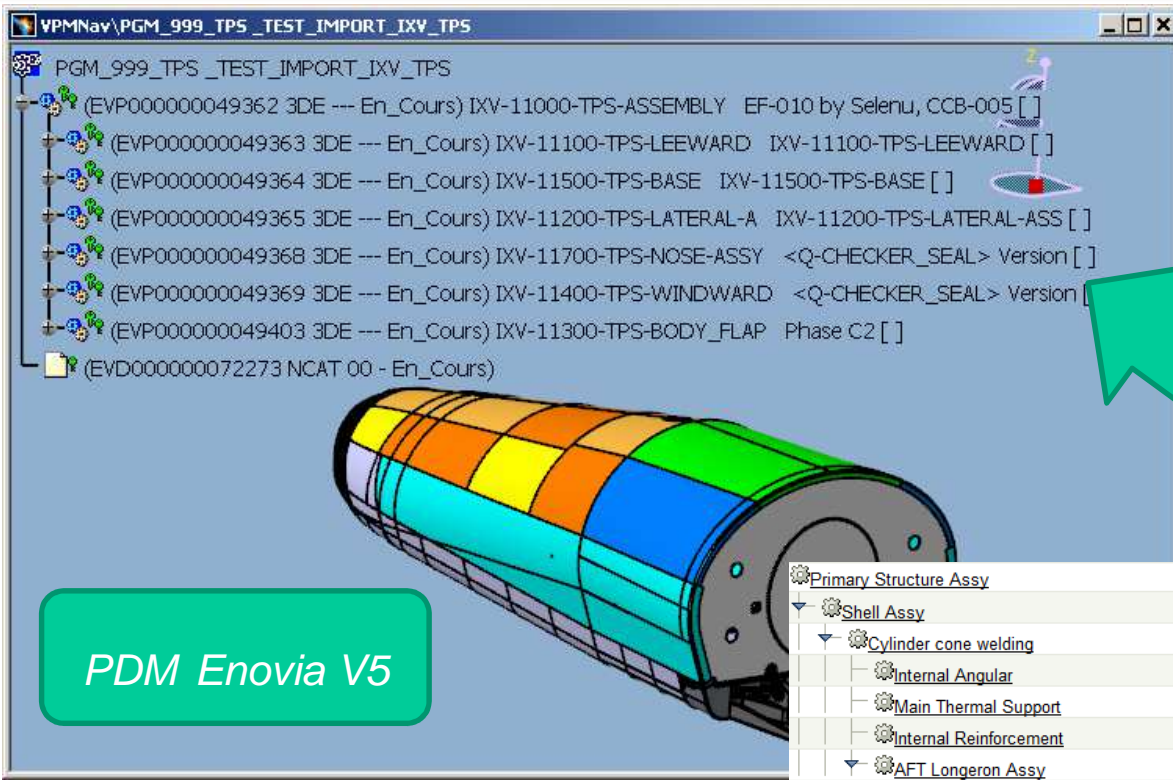 VPMNav\PGM_999_TPS _TEST_IMPORT_IXV_TPS
PGM_999_TPS _TEST_IMPORT_IXV_TPS
z
(EVP000000049362 3DE --- En_Cours) IXV-11000-TPS-ASSEMBLY EF-010 by Selenu, CCB-005 [ ]
(EVP000000049363 3DE --- En_Cours) IXV-11100-TPS-LEEWARD IXV-11100-TPS-LEEWARD [ ]
(EVP000000049364 3DE --- En_Cours) IXV-11500-TPS-BASE IXV-11500-TPS-BASE [ ]
(EVP000000049365 3DE --- En_Cours) IXV-11200-TPS-LATERAL-A IXV-11200-TPS-LATERAL-ASS [ ]
(EVP000000049368 3DE --- En_Cours) IXV-11700-TPS-NOSE-ASSY <Q-CHECKER_SEAL> Version [ ]
(EVP000000049369 3DE --- En_Cours) IXV-11400-TPS-WINDWARD <Q-CHECKER_SEAL> Version [
(EVP000000049403 3DE --- En_Cours) IXV-11300-TPS-BODY_FLAP Phase C2 [ ]
(EVD000000072273 NCAT 00 - En_Cours)
PDM Enovia V5
Primary Structure Assy
Shell Assy
Cylinder cone welding
Internal Angular
Main Thermal Support
Internal Reinforcement
AFT Longeron Assy